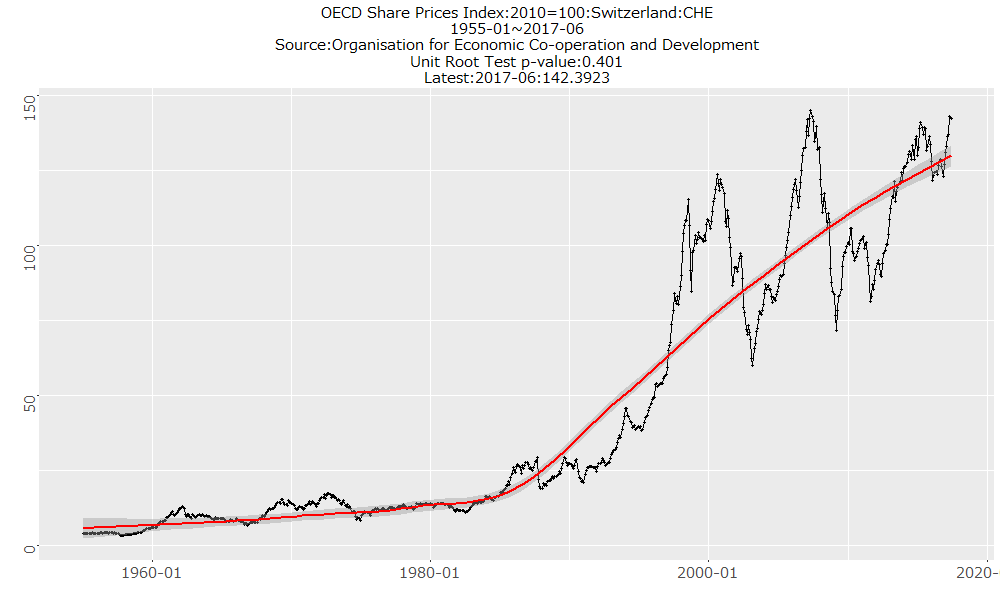 OECD Share Prices Index:2010=100:Switzerland:CHE
1955-01~2017-06
Source:Organisation for Economic Co-operation and Development
Unit Root Test p-value:0.401
Latest:2017-06:142.3923
150
100
50
0
1960-01
1980-01
2000-01
2020-